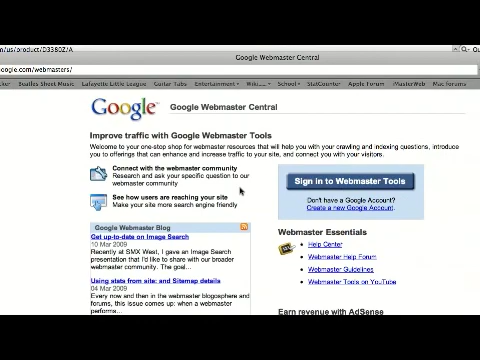 m/us/product/D3380Z/A
Google Webmaster Central
oogle.com/webmasters/
cker Beatles Sheet Music Lafayette Little League Guitar Tabs Entertainment Wiki... School StatCounter Apple Forum iMasterWeb Mac Forums
Google Google Webmaster Central
Improve traffic with Google Webmaster Tools
Welcome to your one-stop shop for webmaster resources that will help you with your crawling and indexing questions, introduce
you to offerings that can enhance and increase traffic to your site, and connect you with your visitors.
Connect with the webmaster community
Research and ask your specific question to our
webmaster community
See how users are reaching your site
Make your site more search engine friendly
Sign in to Webmaster Tools
Don't have a Google Account?
Create a new Google Account.
Google Webmaster Blog
Get up-to-date on Image Search
10 Mar 2009
Recently at SMX West, I gave an Image Search
presentation that I'd like to share with our broader
webmaster community. The goal...
Using stats from site: and Sitemap details
04 Mar 2009
Every now and then in the webmaster blogosphere and
forums, this issue comes up: when a webmaster
performs a
Webmaster Essentials
Help Center
Webmaster Help Forum
Webmaster Guidelines
Webmaster Tools on YouTube
Earn revenue with AdSense